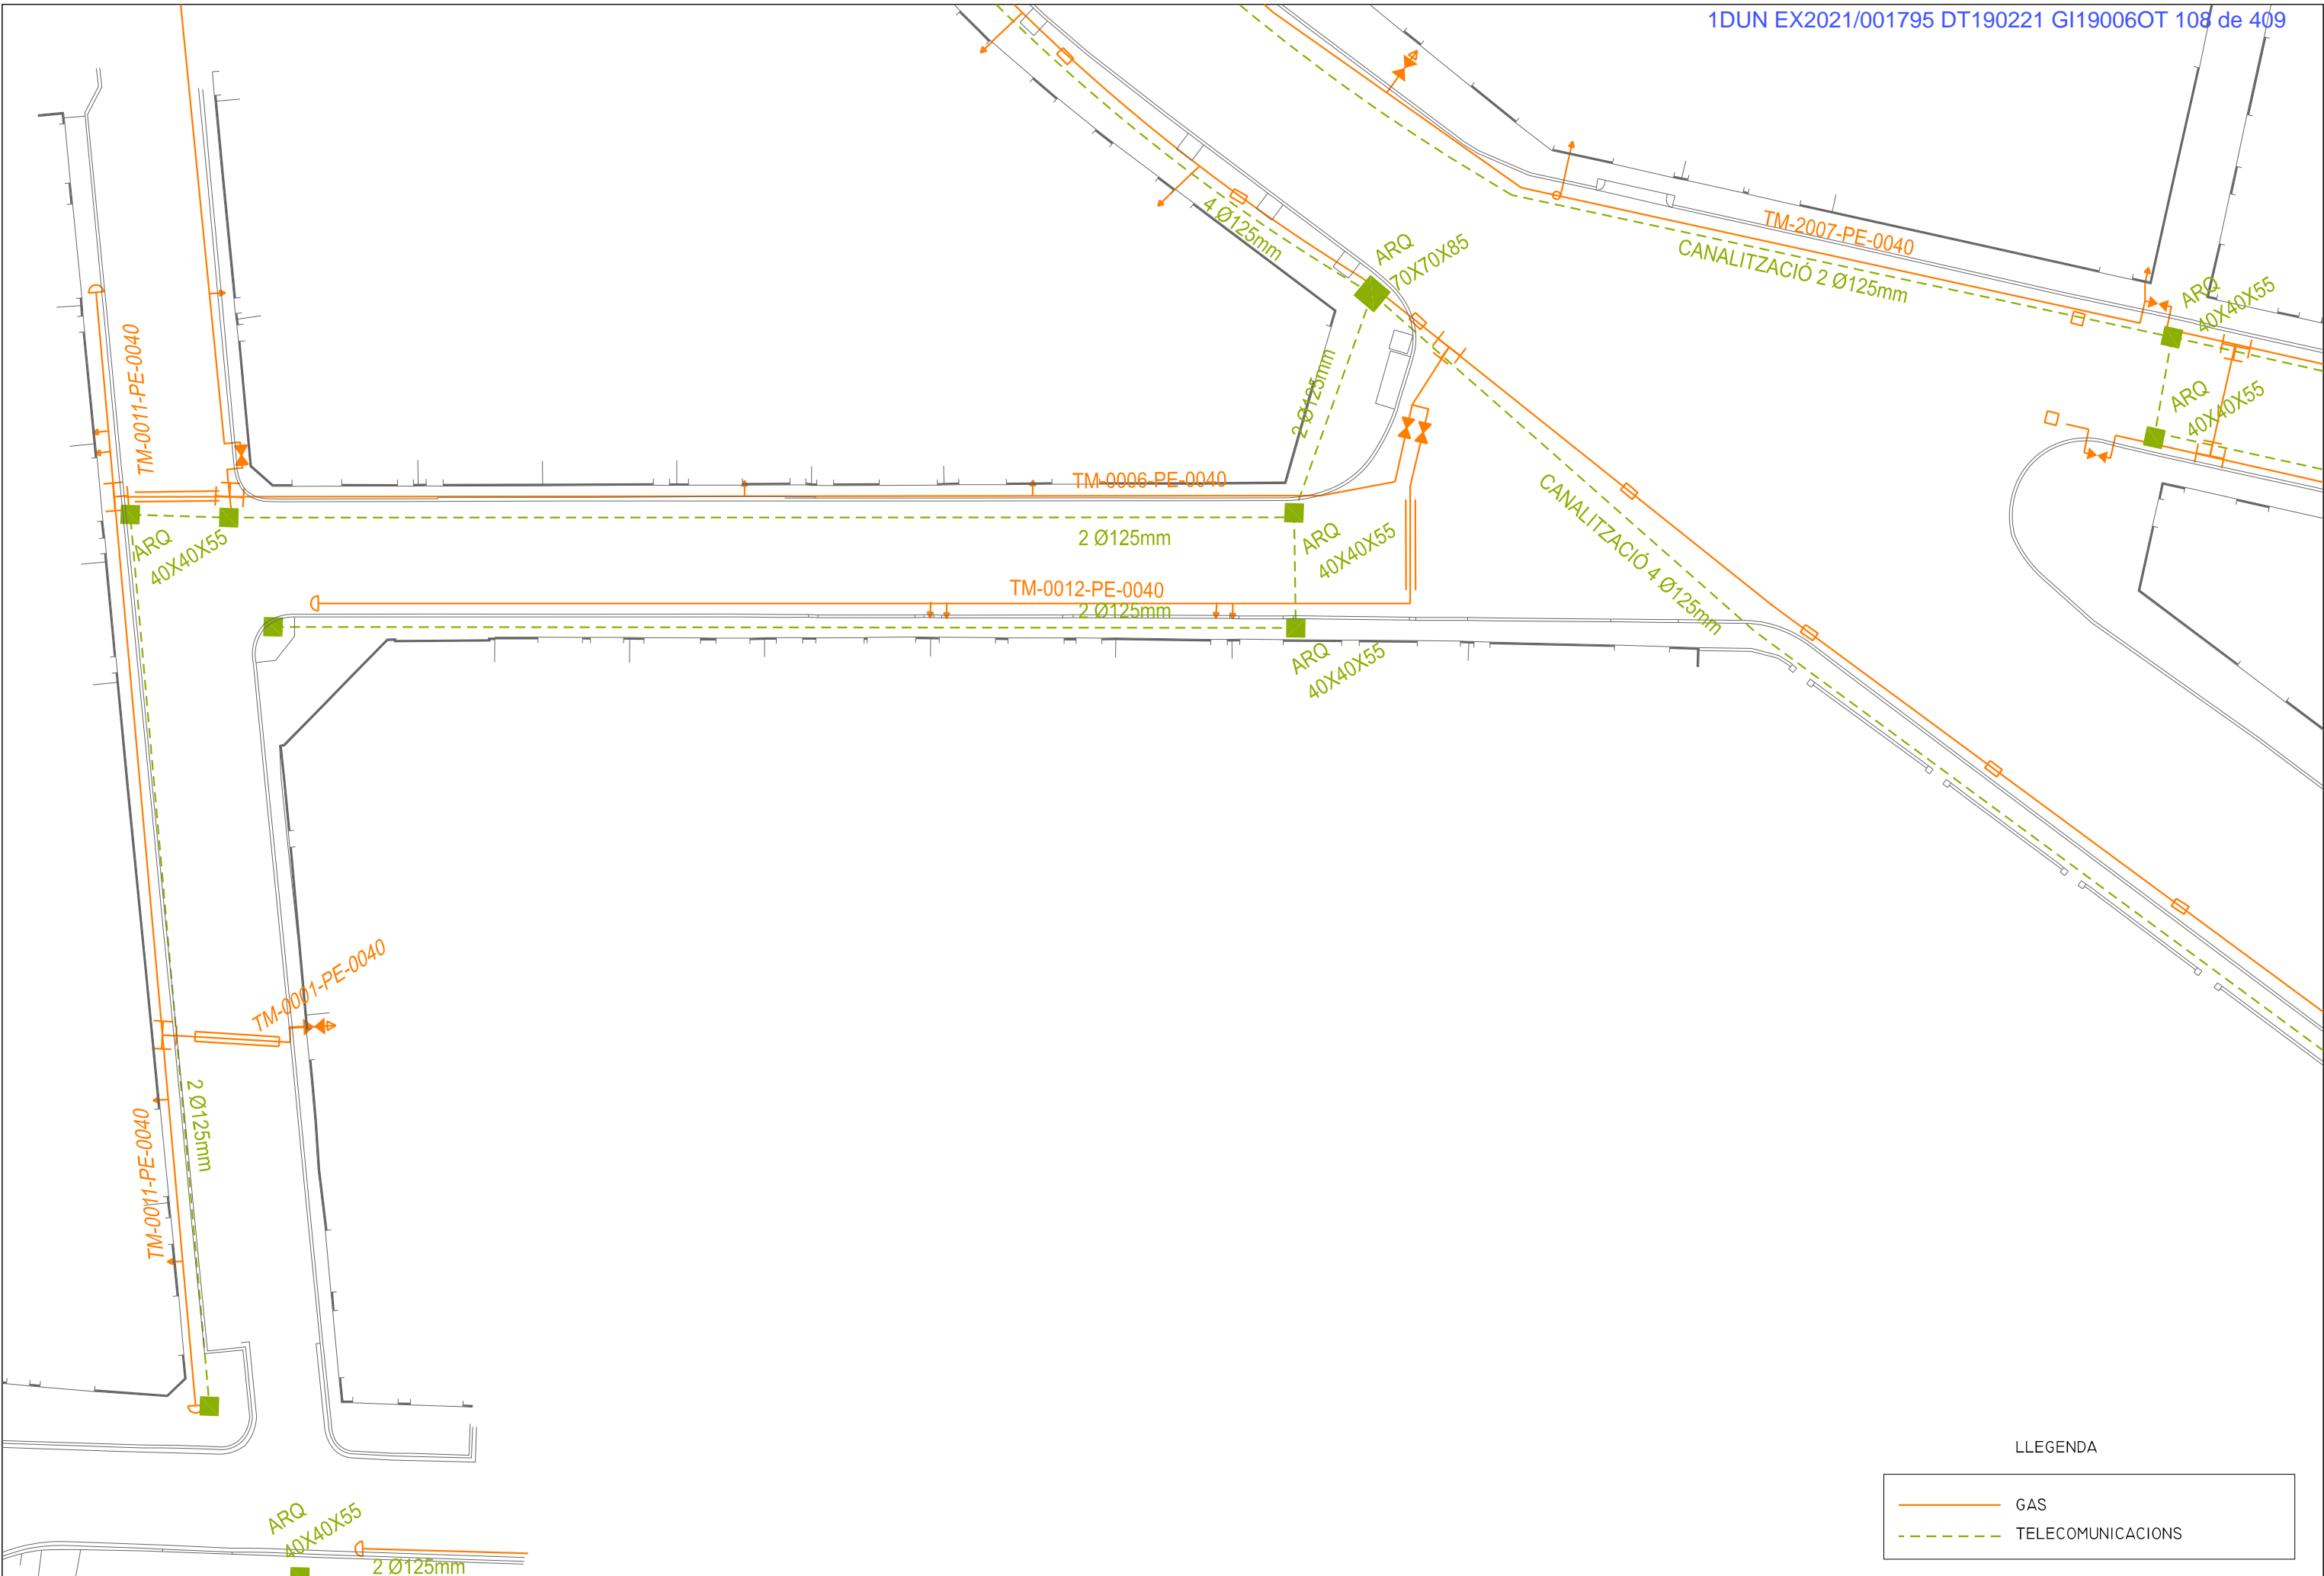 1DUN EX2021/001795 DT190221 GI19006OT 108 de 409
4 Ø125mm
ARQ
70X70X85
TM-2007-PE-0040
CANALITZACIÓ 2 Ø125mm
ARQ
40X40X55
TM-0011-PE-0040
2 Ø125mm
ARQ
40X40X55
TM-0006-PE-0040
CANALITZACIÓ 4 Ø125mm
2 Ø125mm
ARQ
40X40X55
ARQ
40X40X55
TM-0012-PE-0040
2 Ø125mm
ARQ
40X40X55
TM-0001-PE-0040
2 Ø125mm
TM-0011-PE-0040
LLEGENDA
GAS
TELECOMUNICACIONS
ARQ
40X40X55
2 Ø125mm